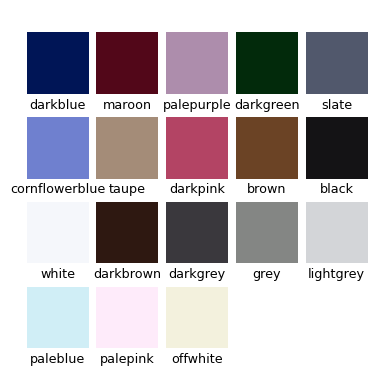 darkblue maroon palepurple darkgreen slate
cornflowerblue taupe darkpink brown black
white darkbrown darkgrey grey lightgrey
paleblue palepink offwhite